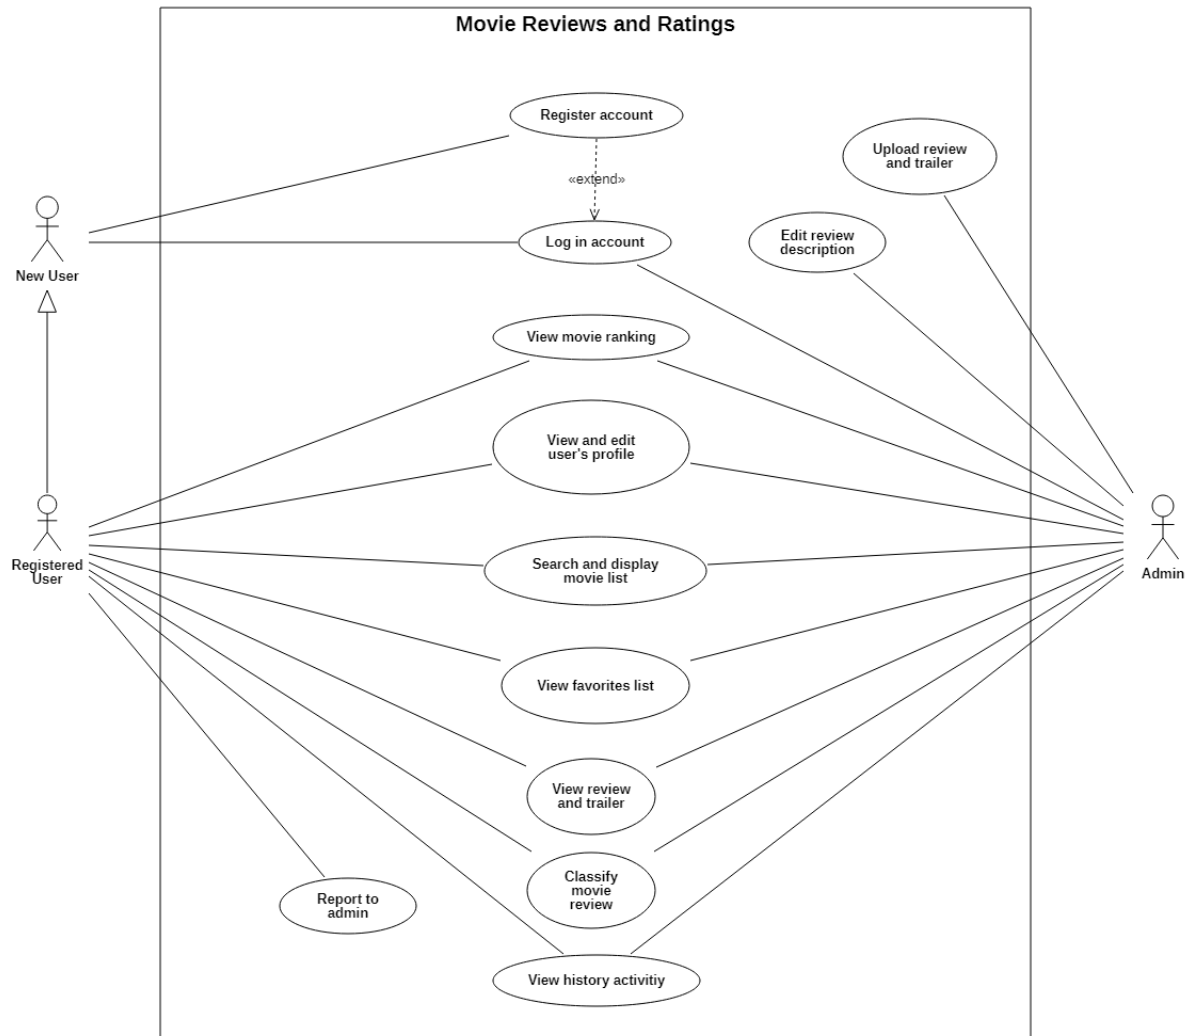 Movie Reviews and Ratings
Register account
Upload review
and trailer
«extend»
Log in account
Edit review
description
New User
View movie ranking
View and edit
user's profile
Registered
User
Search and display
movie list
Admin
View favorites list
View review
and trailer
Classify
movie
review
Report to
admin
View history activitiy